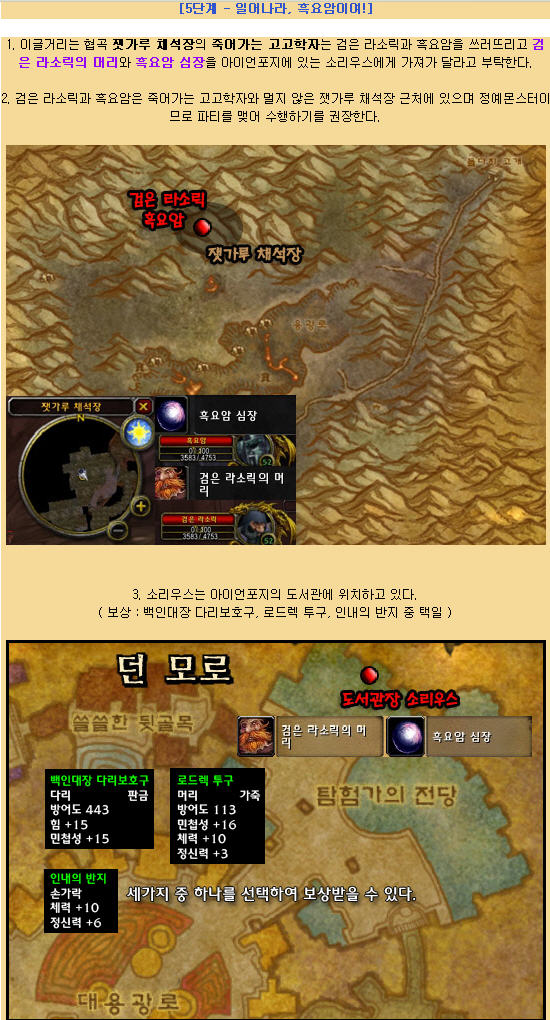 [5단계 - 일어나라, 흑요암이여!]
1. 이글거리는 협곡 잿가루 채석장의 죽어가는 고고학자는 검은 라소릭과 흑요암을 쓰러뜨리고 검
은 라소릭의 머리와 흑요암 심장을 아이언포지에 있는 소리우스에게 가져가 달라고 부탁한다.
2. 검은 라소릭과 흑요암은 죽어가는 고고학자와 멀지 않은 잿가루 채석장 근처에 있으며 정예몬스터이
므로 파티를 맺어 수행하기를 권장한다.
검은 라소릭
흑요암
잿가루 채석장
용광로
잿가루 채석장
N
흑요암 심장
흑요암
0 / 100
3583 / 4753
52
검은 라소릭의 머
리
검은 라소릭
0 / 100
3583 / 4753
52
3. 소리우스는 아이언포지의 도서관에 위치하고 있다.
( 보상 : 백인대장 다리보호구, 로드렉 투구, 인내의 반지 중 택일 )
던 모로
도서관장 소리우스
쓸쓸한 뒷골목
검은 라소릭의 머
리
흑요암 심장
백인대장 다리보호구
다리 판금
방어도 443
힘 +15
민첩성 +15
로드렉 투구
머리 가죽
방어도 113
민첩성 +16
체력 +10
정신력 +3
탐험가의 전당
인내의 반지
손가락
체력 +10
정신력 +6
세가지 중 하나를 선택하여 보상받을 수 있다.
대용광로